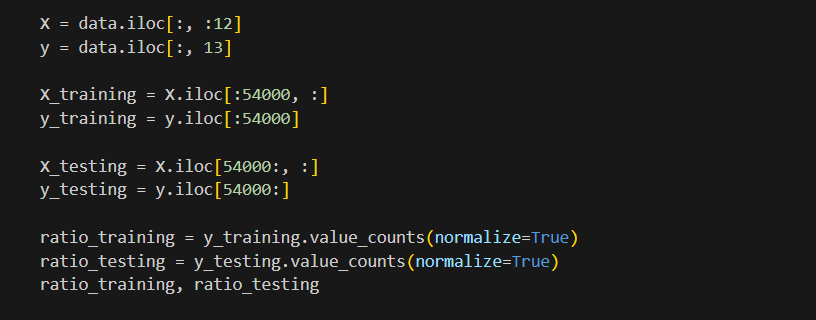 X = data.iloc[:, :12]
y = data.iloc[:, 13]
X_training = X.iloc[:54000, :]
y_training = y.iloc[:54000]
X_testing = X.iloc[54000:, :]
y_testing = y.iloc[54000:]
ratio_training = y_training.value_counts(normalize=True)
ratio_testing = y_testing.value_counts(normalize=True)
ratio_training, ratio_testing